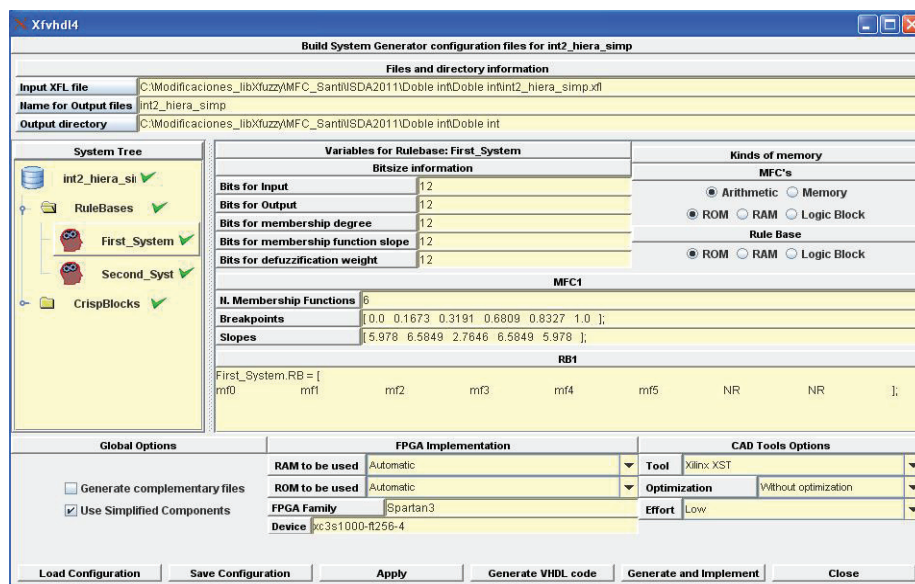 Xfvhdl4
Build System Generator configuration files for int2_hiera_simp
Files and directory information
Input XFL file C:\Modificaciones_libXfuzzy\MFC_Santi\ISDA2011\Doble int\Doble int\int2_hiera_simp.xfl
Name for Output files int2_hiera_simp
Output directory C:\Modificaciones_libXfuzzy\MFC_Santi\ISDA2011\Doble int\Doble int
System Tree
int2_hiera_si
RuleBases
First_System
Second_Syst
CrispBlocks
Variables for Rulebase: First_System
Bitsize information
Bits for Input 12
Bits for Output 12
Bits for membership degree 12
Bits for membership function slope 12
Bits for defuzzification weight 12
Kinds of memory
MFC's
Arithmetic Memory
ROM RAM Logic Block
Rule Base
ROM RAM Logic Block
MFC1
N. Membership Functions 6
Breakpoints [ 0.0 0.1673 0.3191 0.6809 0.8327 1.0 ];
Slopes [ 5.978 6.5849 2.7646 6.5849 5.978 ];
RB1
First_System.RB = [
mf0 mf1 mf2 mf3 mf4 mf5 NR NR ];
Global Options
Generate complementary files
Use Simplified Components
FPGA Implementation
RAM to be used Automatic
ROM to be used Automatic
FPGA Family Spartan3
Device xc3s1000-ft256-4
CAD Tools Options
Tool Xilinx XST
Optimization Without optimization
Effort Low
Load Configuration Save Configuration Apply Generate VHDL code Generate and Implement Close